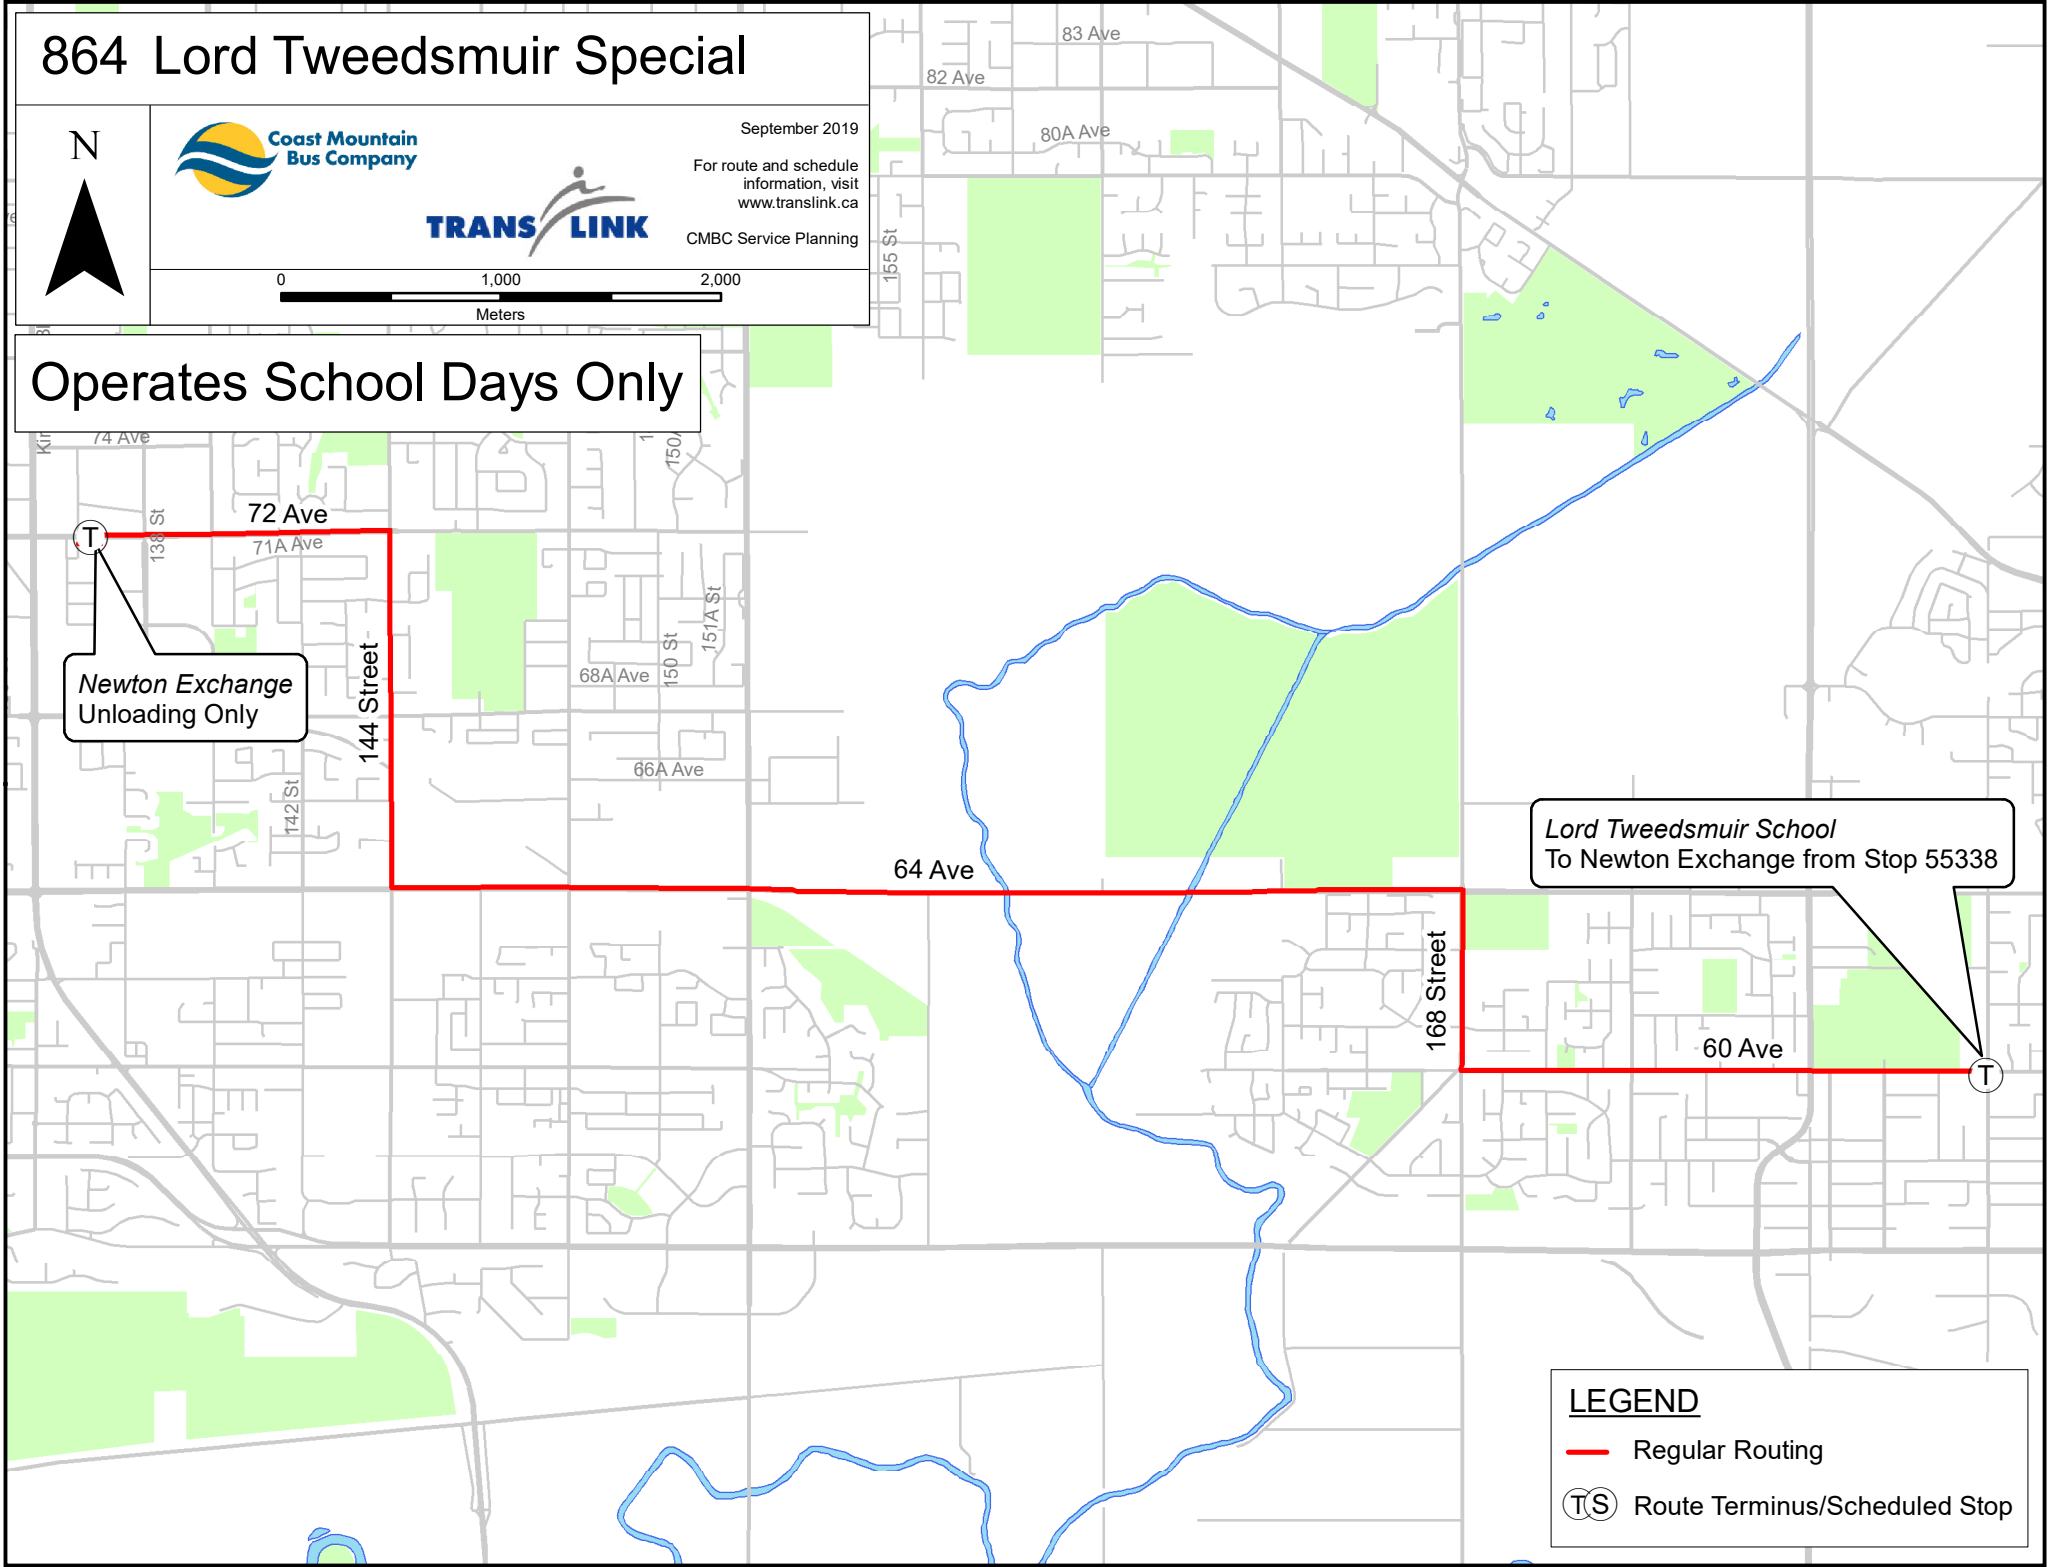 864 Lord Tweedsmuir Special
N
Coast Mountain
Bus Company
TRANS LINK
September 2019
For route and schedule
information, visit
www.translink.ca
CMBC Service Planning
0 1,000 2,000
Meters
Operates School Days Only
83 Ave
82 Ave
80A Ave
155 St
74 Ave
150A
72 Ave
138 St
71A Ave
T
Newton Exchange
Unloading Only
144 Street
151A St
150 St
68A Ave
66A Ave
142 St
64 Ave
Lord Tweedsmuir School
To Newton Exchange from Stop 55338
168 Street
60 Ave
T
LEGEND
Regular Routing
T S Route Terminus/Scheduled Stop